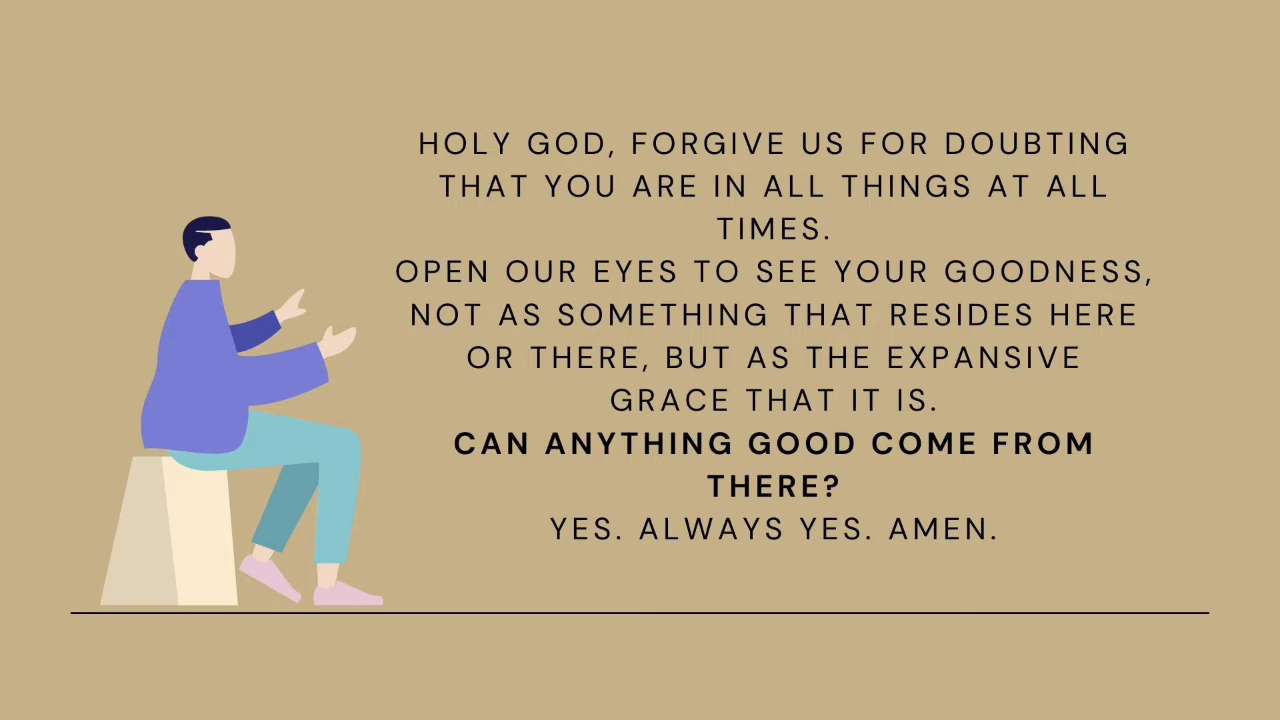 HOLY GOD, FORGIVE US FOR DOUBTING
THAT YOU ARE IN ALL THINGS AT ALL
TIMES.
OPEN OUR EYES TO SEE YOUR GOODNESS,
NOT AS SOMETHING THAT RESIDES HERE
OR THERE, BUT AS THE EXPANSIVE
GRACE THAT IT IS.
CAN ANYTHING GOOD COME FROM
THERE?
YES. ALWAYS YES. AMEN.